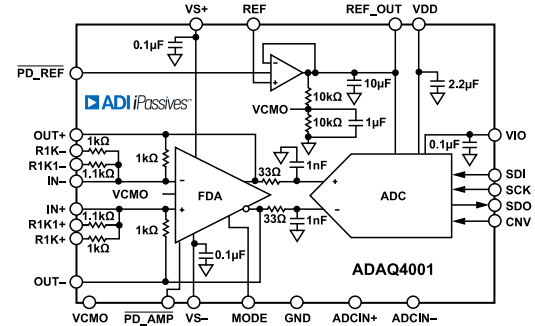 VS+ REF REF_OUT VDD
0.1µF
PD_REF
10µF
2.2µF
ADI iPassives™
10kΩ
VCMO
10kΩ
1µF
OUT+
1kΩ
R1K–
R1K1–
1.1kΩ
IN–
1kΩ
VCMO
FDA
33Ω
1nF
ADC
0.1µF
VIO
SDI
SCK
SDO
CNV
IN+
1.1kΩ
R1K1+
R1K+
1kΩ
1kΩ
33Ω
1nF
0.1µF
OUT–
ADAQ4001
VCMO PD_AMP VS– MODE GND ADCIN+ ADCIN–